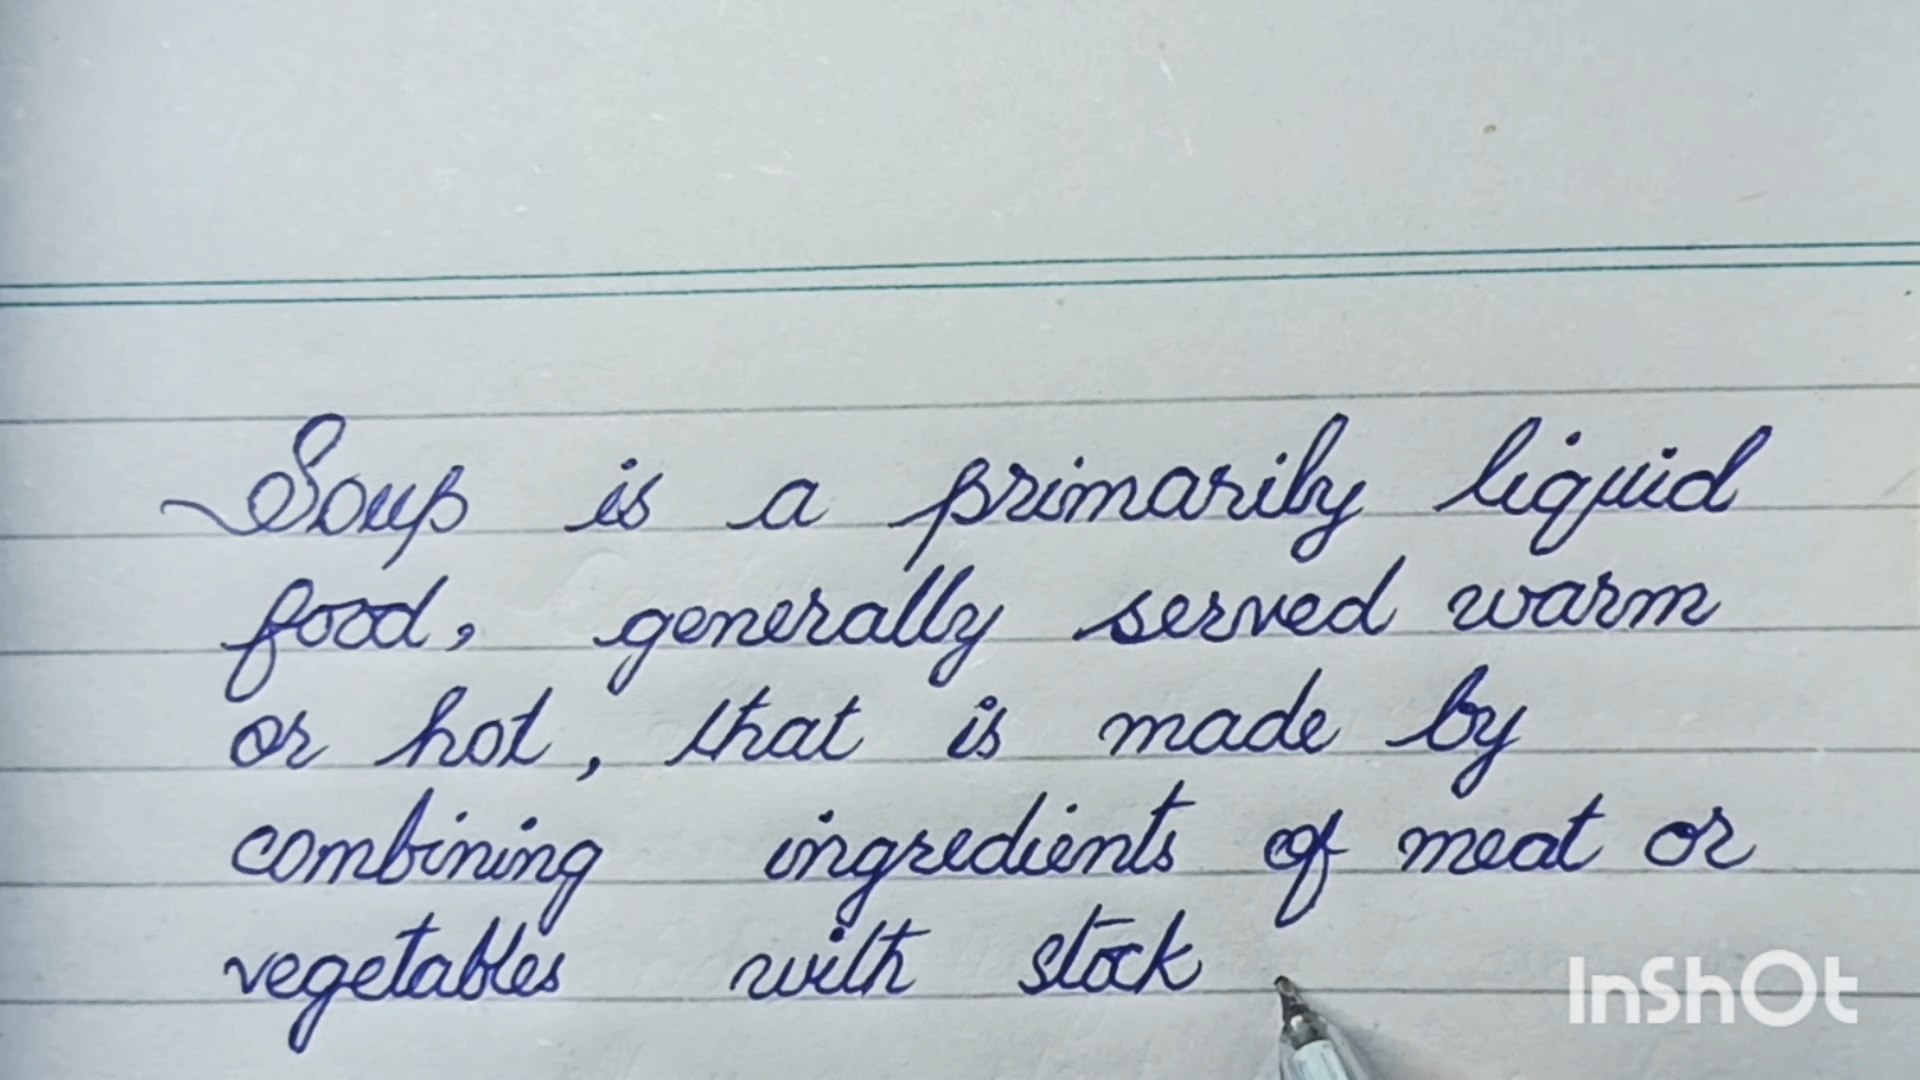 Soup is a primarily liquid
food, generally served warm
or hot, that is made by
combining ingredients of meat or
vegetables with stock
InShOt